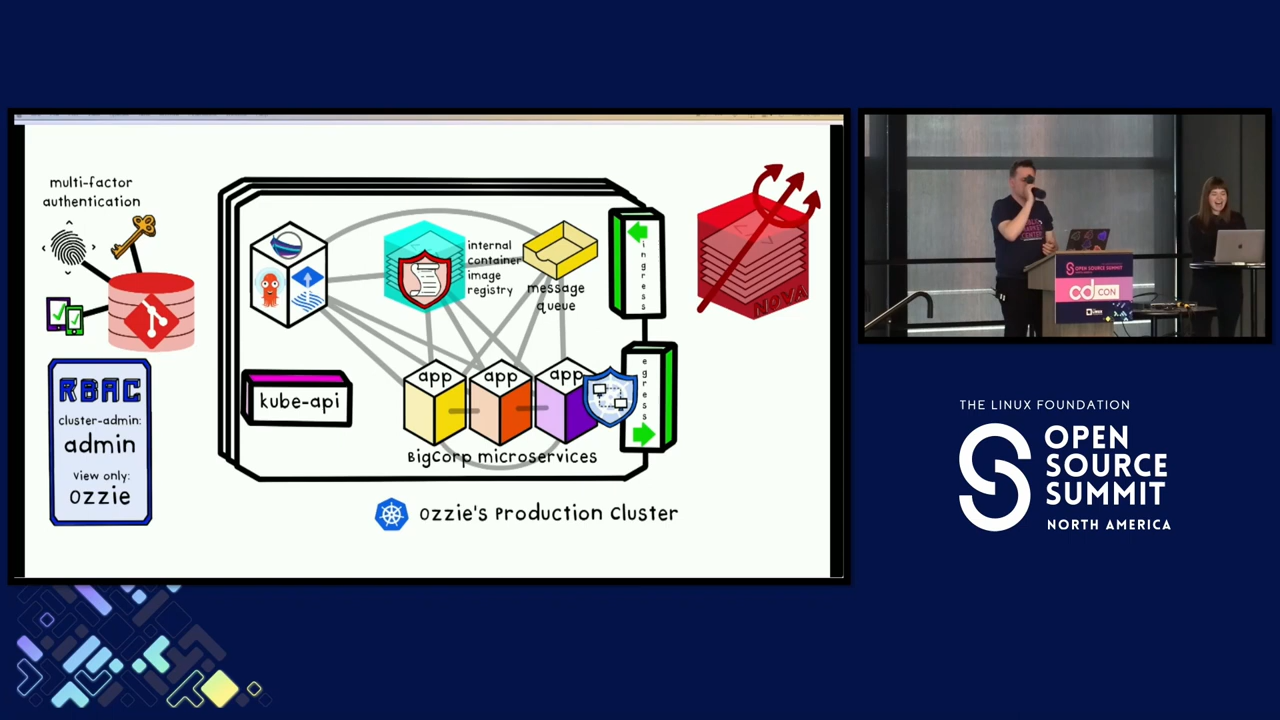 multi-factor
authentication
RBAC
cluster-admin:
admin
view only:
ozzie
kube-api
internal
container
image
registry
message
queue
ingress
egress
app
app
app
BigCorp microservices
Ozzie's Production Cluster
NOVA
OPEN SOURCE SUMMIT
cd CON
THE LINUX FOUNDATION
OPEN
SOURCE
SUMMIT
NORTH AMERICA